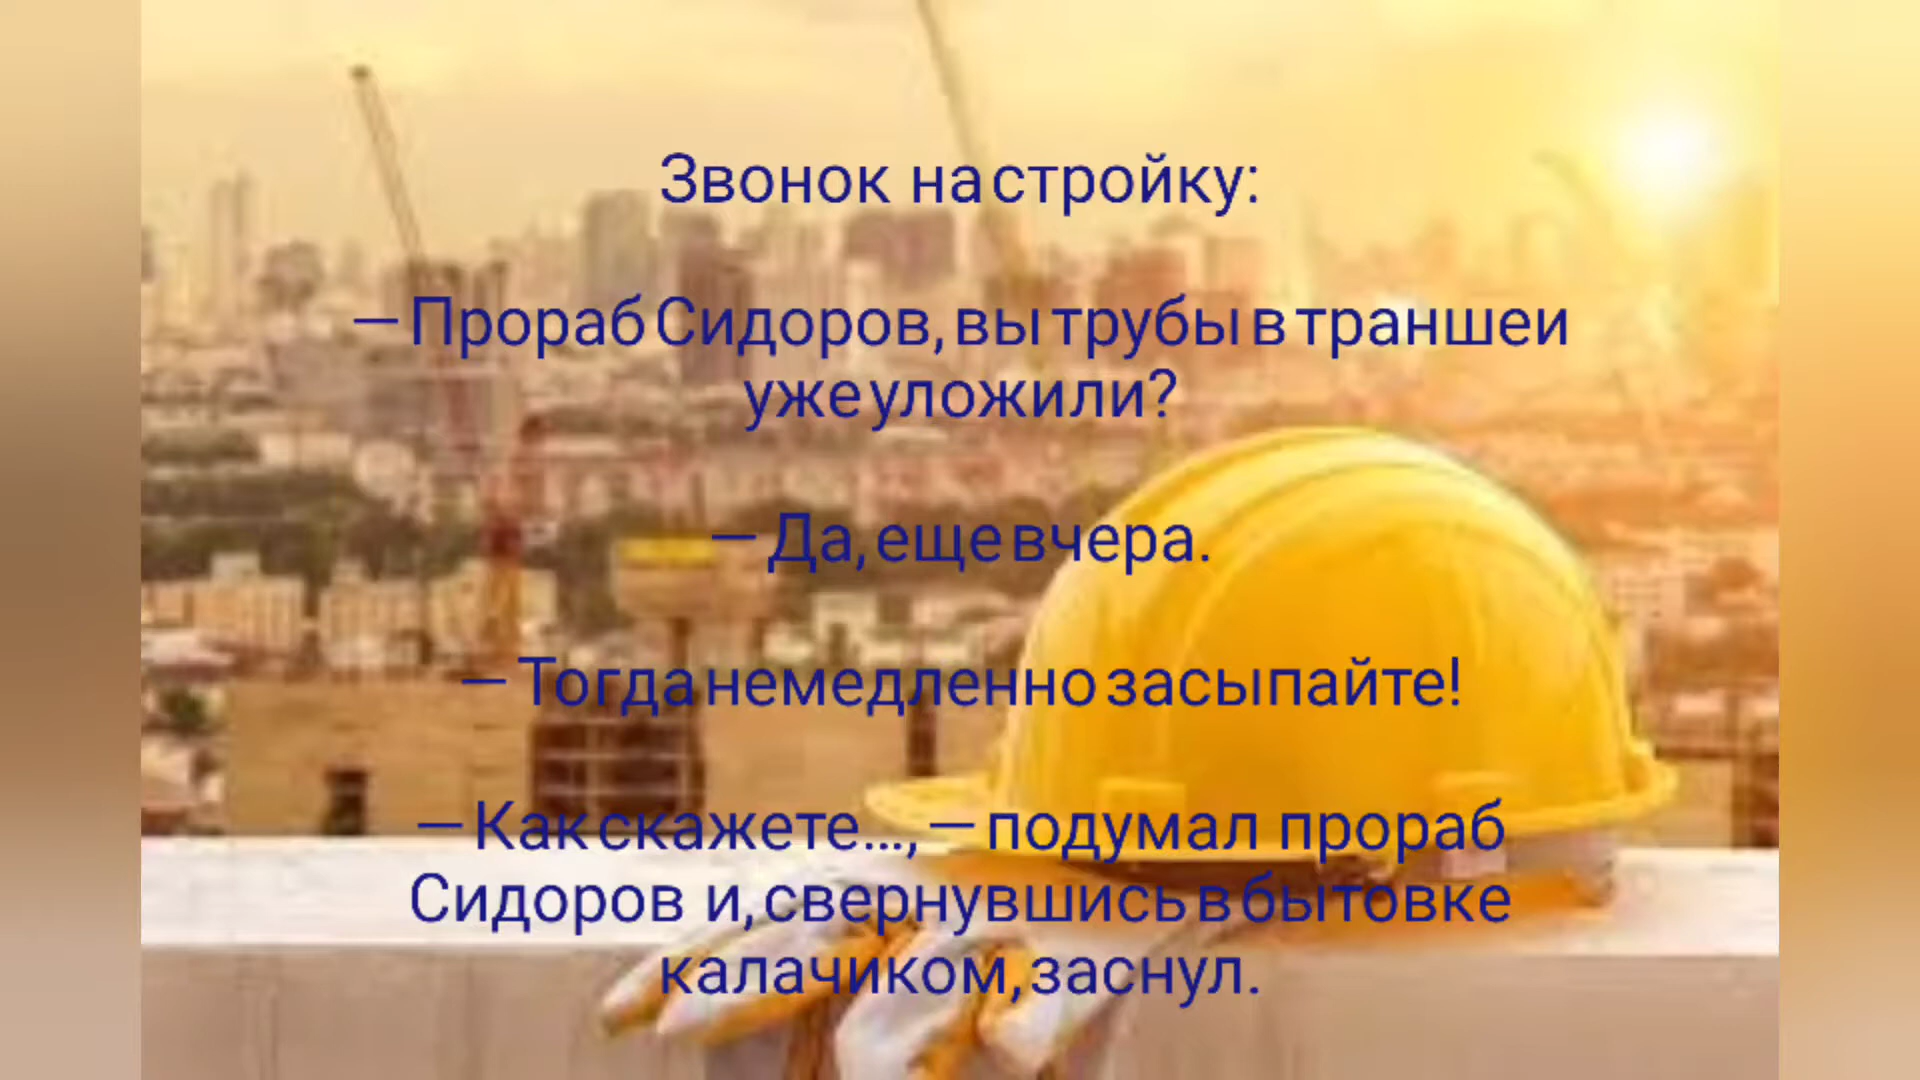 Звонок на стройку:
— Прораб Сидоров, вы трубы в траншеи
уже уложили?
— Да, еще вчера.
— Тогда немедленно засыпайте!
— Как скажете…, — подумал прораб
Сидоров и, свернувшись в бытовке
калачиком, заснул.